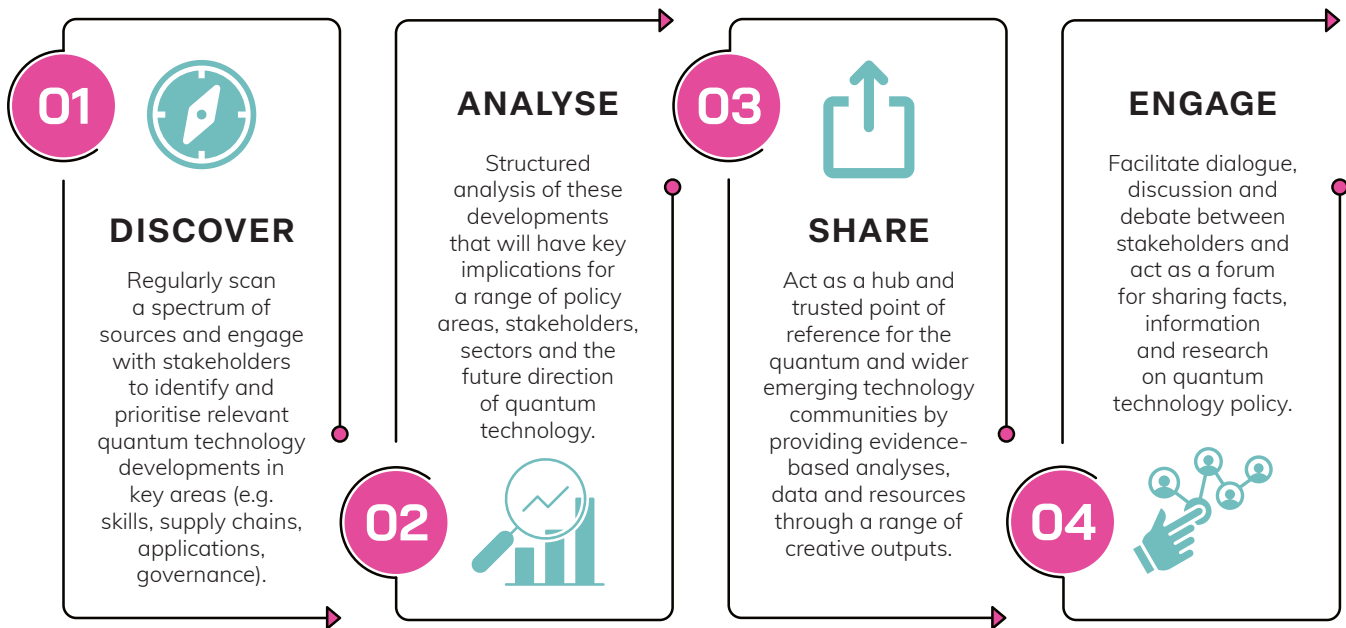 01
DISCOVER
Regularly scan
a spectrum of
sources and engage
with stakeholders
to identify and
prioritise relevant
quantum technology
developments in
key areas (e.g.
skills, supply chains,
applications,
governance).
02
ANALYSE
Structured
analysis of these
developments
that will have key
implications for
a range of policy
areas, stakeholders,
sectors and the
future direction
of quantum
technology.
03
SHARE
Act as a hub and
trusted point of
reference for the
quantum and wider
emerging technology
communities by
providing evidence-
based analyses,
data and resources
through a range of
creative outputs.
04
ENGAGE
Facilitate dialogue,
discussion and
debate between
stakeholders and
act as a forum
for sharing facts,
information
and research
on quantum
technology policy.